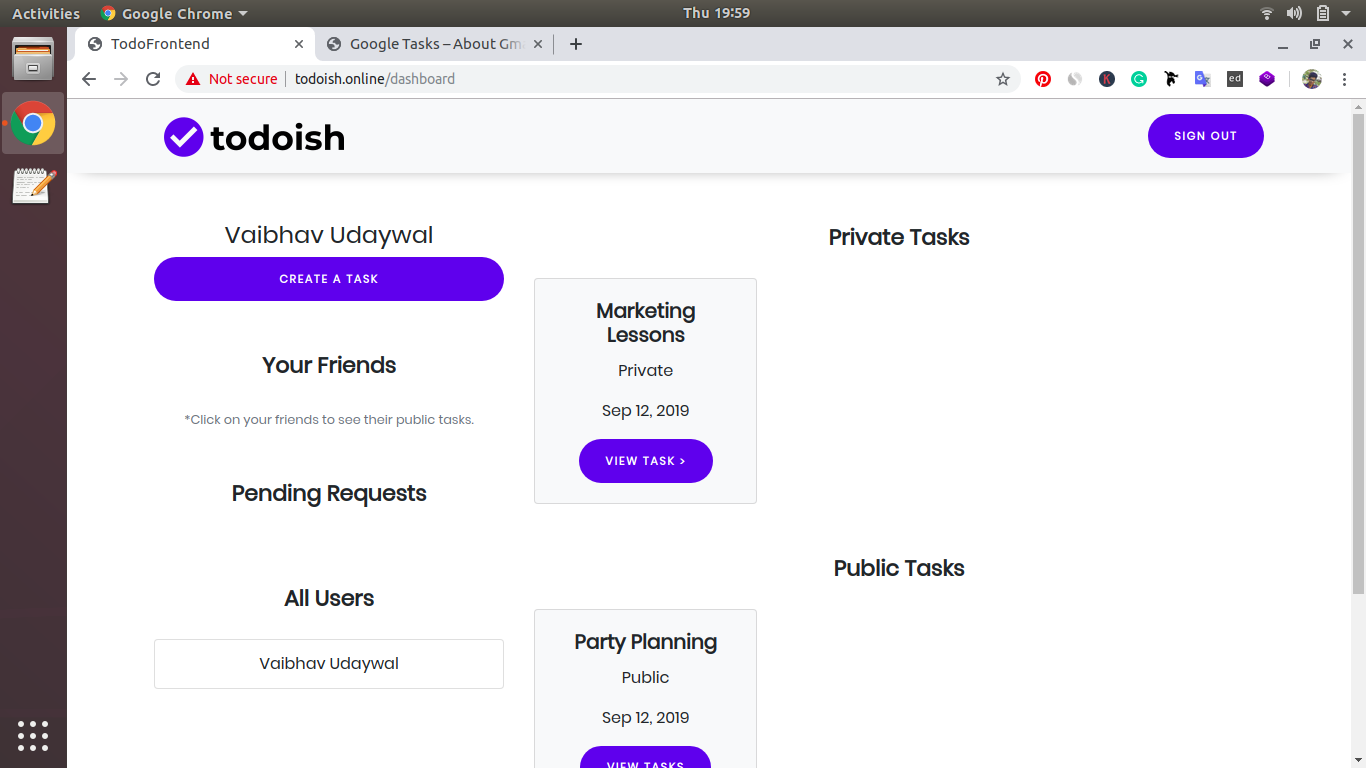 Activities
Google Chrome
Thu 19:59
TodoFrontend
Google Tasks – About Gm
Not secure
todoish.online/dashboard
ed
todoish
SIGN OUT
Vaibhav Udaywal
CREATE A TASK
Your Friends
*Click on your friends to see their public tasks.
Pending Requests
All Users
Vaibhav Udaywal
Private Tasks
Marketing
Lessons
Private
Sep 12, 2019
VIEW TASK >
Public Tasks
Party Planning
Public
Sep 12, 2019
VIEW TASKS